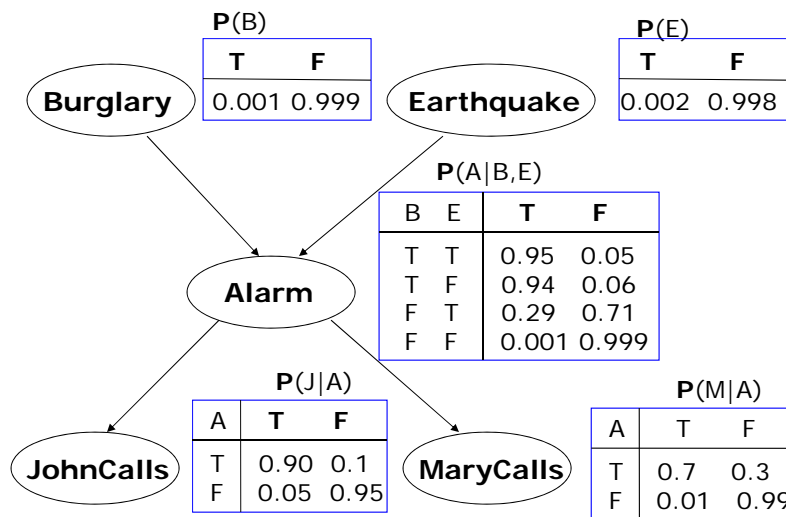 P(B)
T F
0.001 0.999
Burglary
P(E)
T F
0.002 0.998
Earthquake
P(A|B,E)
B E T F
T T 0.95 0.05
T F 0.94 0.06
F T 0.29 0.71
F F 0.001 0.999
Alarm
P(J|A)
A T F
T 0.90 0.1
F 0.05 0.95
JohnCalls
P(M|A)
A T F
T 0.7 0.3
F 0.01 0.99
MaryCalls